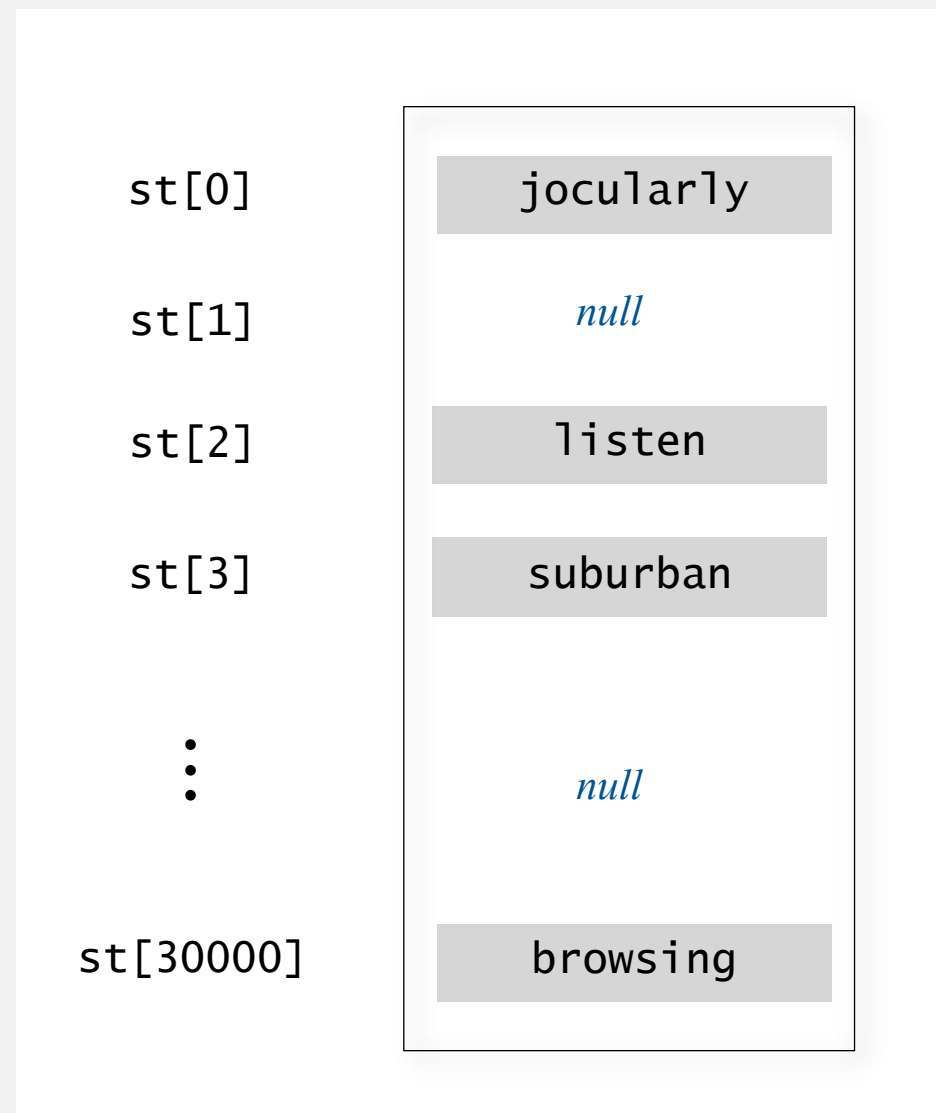 st[0] jocularly
st[1] null
st[2] listen
st[3] suburban
null
st[30000] browsing